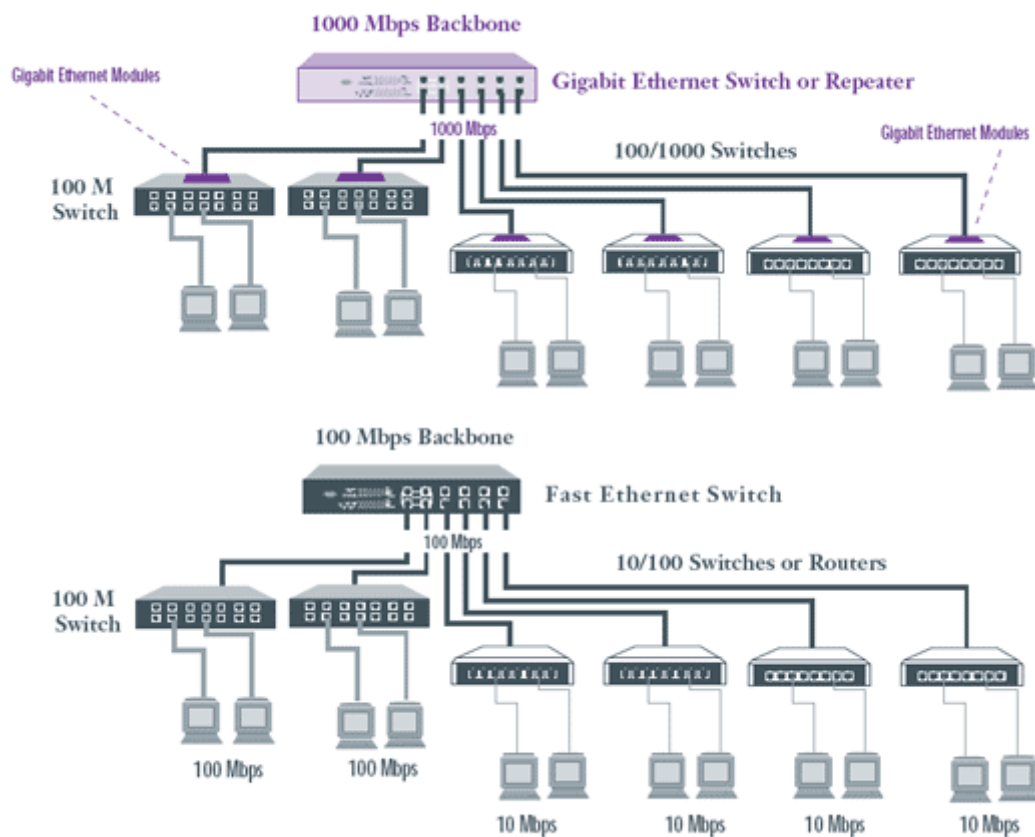 1000 Mbps Backbone
Gigabit Ethernet Modules
Gigabit Ethernet Switch or Repeater
1000 Mbps
Gigabit Ethernet Modules
100/1000 Switches
100 M
Switch
100 Mbps Backbone
Fast Ethernet Switch
100 Mbps
10/100 Switches or Routers
100 M
Switch
100 Mbps
100 Mbps
10 Mbps
10 Mbps
10 Mbps
10 Mbps